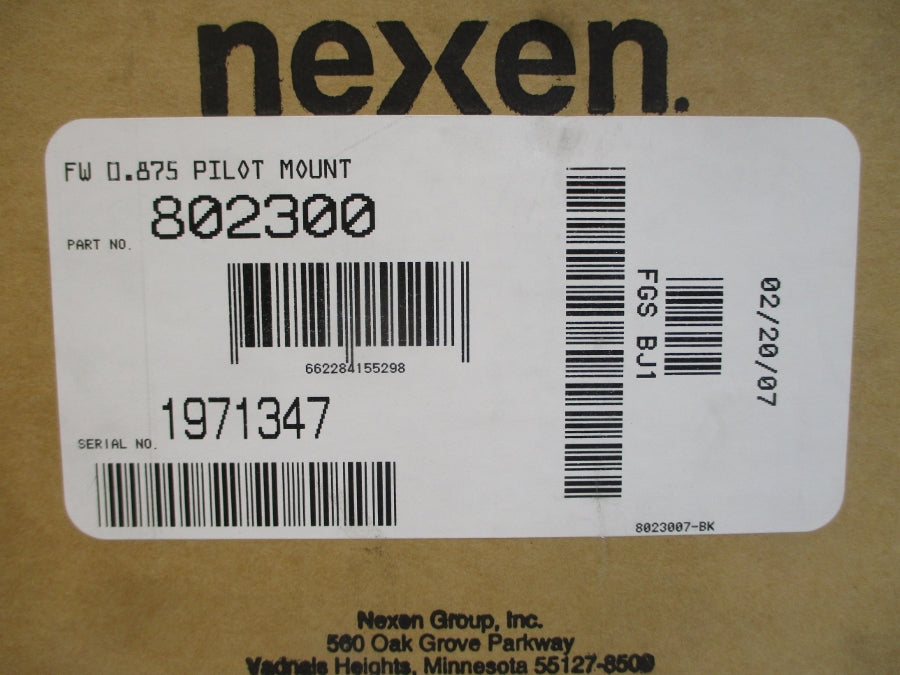 nexen.
FW 0.875 PILOT MOUNT
PART NO. 802300
662284155298
SERIAL NO. 1971347
FGS BJ1
02/20/07
8023007-BK
Nexen Group, Inc.
560 Oak Grove Parkway
Vadnais Heights, Minnesota 55127-8500